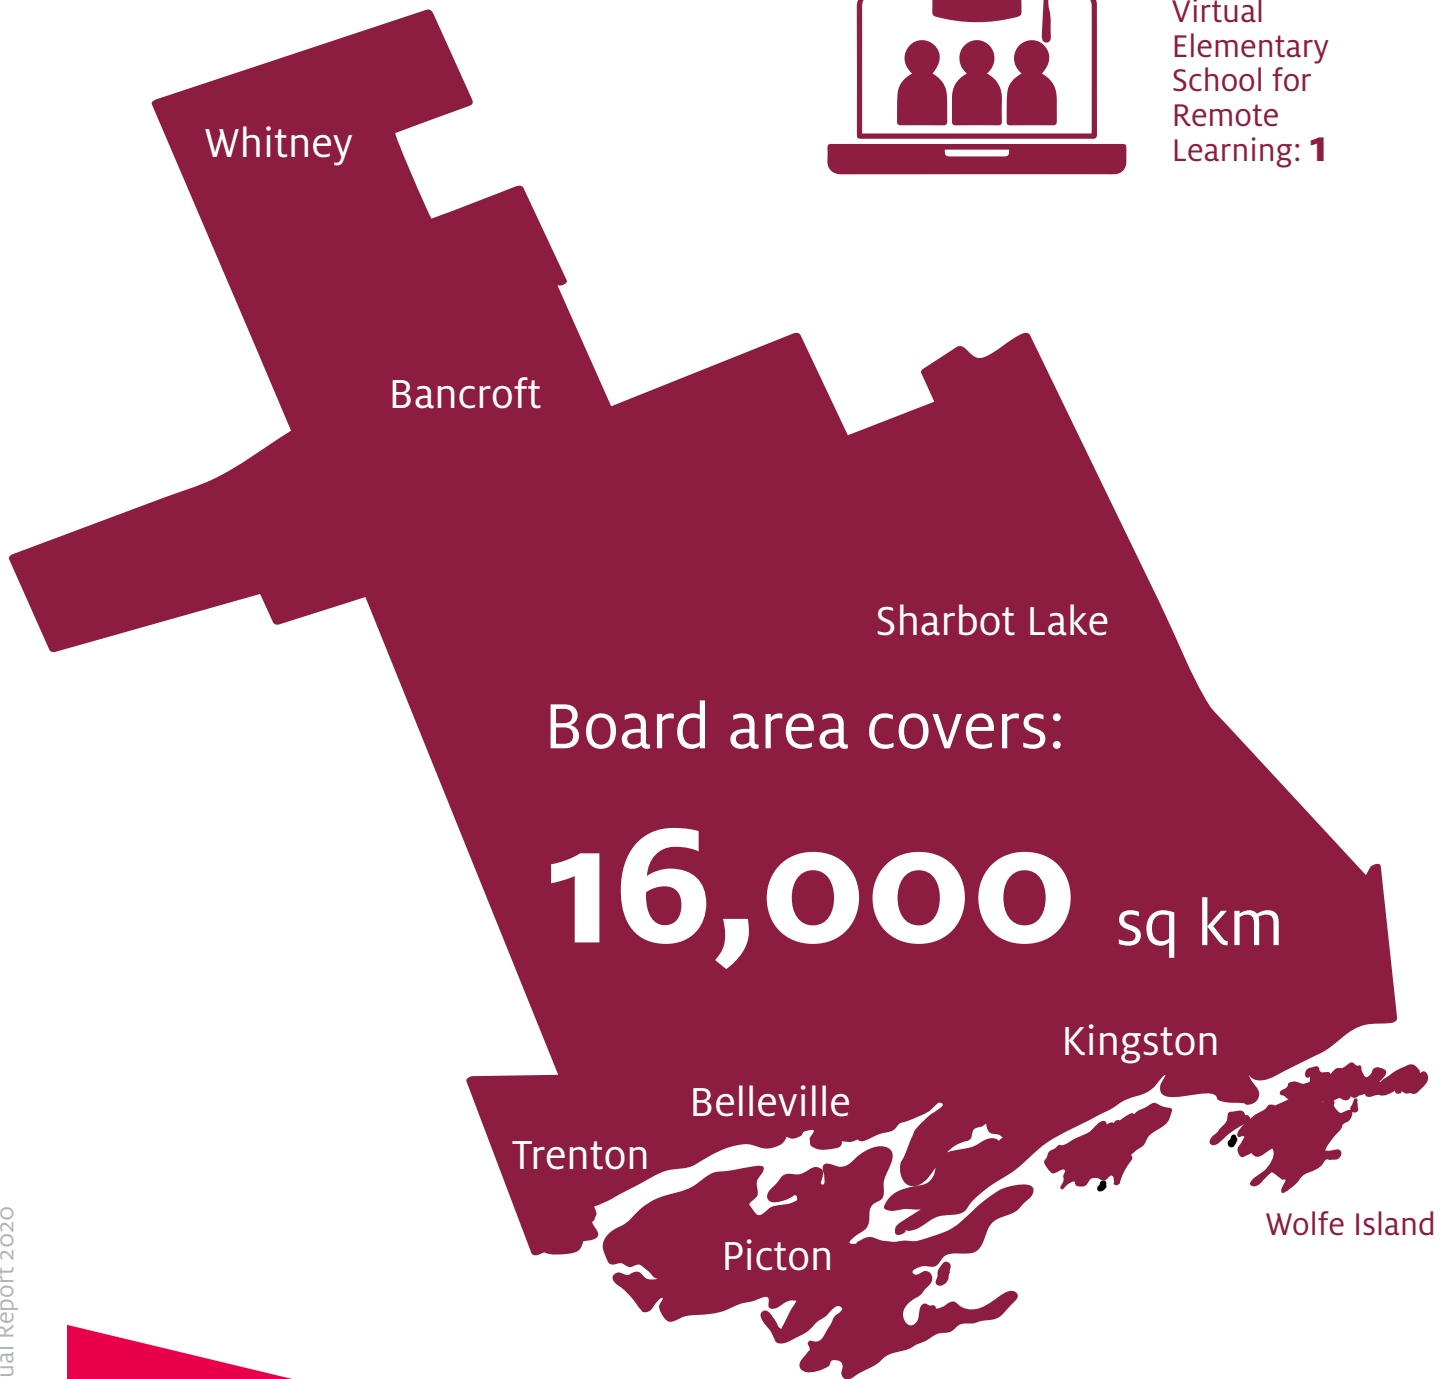 Virtual
Elementary
School for
Remote
Learning: 1
Whitney
Bancroft
Sharbot Lake
Board area covers:
16,000 sq km
Kingston
Belleville
Trenton
Wolfe Island
Picton
Report 2020